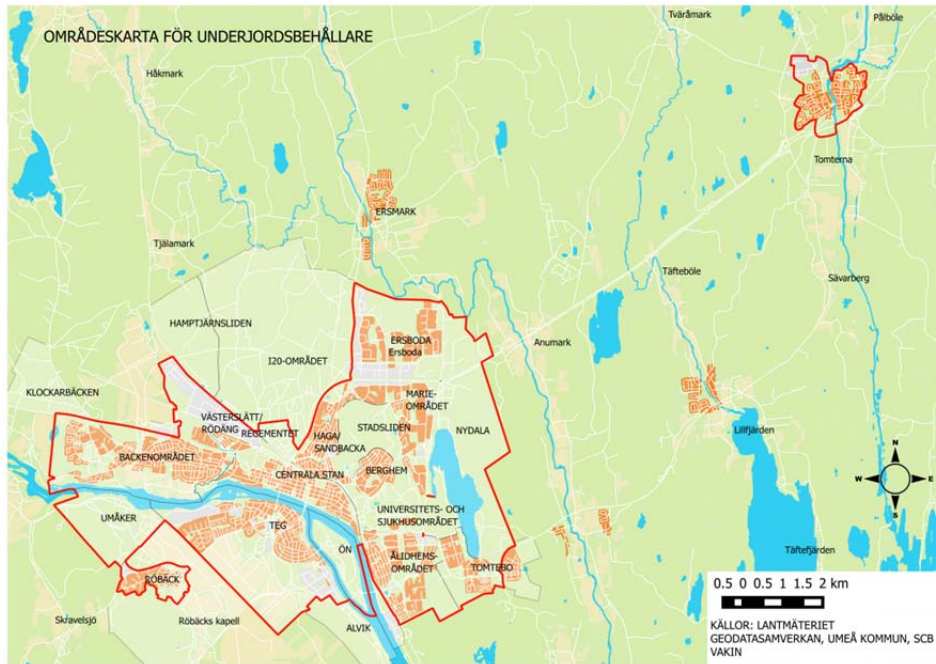 OMRÅDESKARTA FÖR UNDERJORDSBEHÅLLARE
Tväråmark
Pålböle
Håkmark
Tomterna
ERSMARK
Tjälamark
Täfteböle
Sävarberg
HAMPTJÄRNSLIDEN
I20-OMRÅDET
ERSBODA
Ersboda
Anumark
KLOCKARBÄCKEN
MARIE-
OMRÅDET
VÄSTERSLÄTT/
RÖDÄNG
REGEMENTET
HAGA/
SANDBACKA
STADSLIDEN
NYDALA
Lillfjärden
BACKENOMRÅDET
CENTRALA STAN
BERGHEM
N
W
E
S
UMÅKER
TEG
UNIVERSITETS- OCH
SJUKHUSOMRÅDET
ÖN
ÅLIDHEMS-
OMRÅDET
TOMTEBO
Täftefjärden
RÖBÄCK
Skravelsjö
Röbäcks kapell
ALVIK
0.5 0 0.5 1 1.5 2 km
KÄLLOR: LANTMÄTERIET
GEODATASAMVERKAN, UMEÅ KOMMUN, SCB
VAKIN